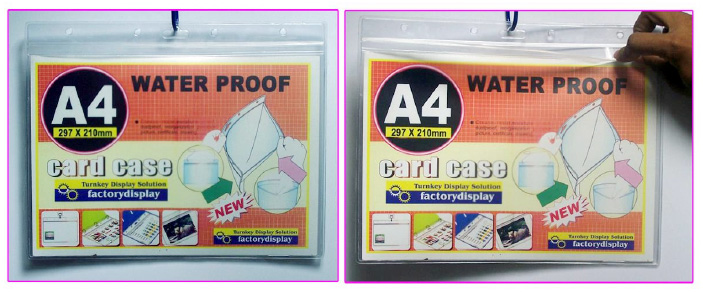 WATER PROOF
A4
297 X 210mm
card case
Turnkey Display Solution
factorydisplay
NEW
Turnkey Display Solution
factorydisplay
WATER PROOF
A4
297 X 210mm
card case
Turnkey Display Solution
factorydisplay
NEW
Turnkey Display Solution
factorydisplay